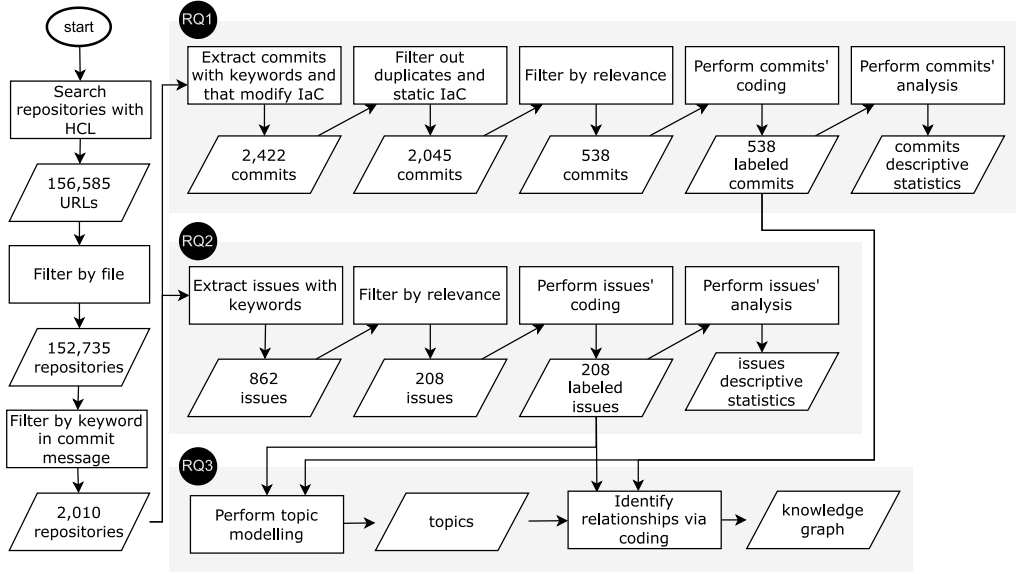 start
Search
repositories with
HCL
156,585
URLs
Filter by file
152,735
repositories
Filter by keyword
in commit
message
2,010
repositories
RQ1
Extract commits
with keywords and
that modify IaC
Filter out
duplicates and
static IaC
Filter by relevance
Perform commits'
coding
Perform commits'
analysis
2,422
commits
2,045
commits
538
commits
538
labeled
commits
commits
descriptive
statistics
RQ2
Extract issues with
keywords
Filter by relevance
Perform issues'
coding
Perform issues'
analysis
862
issues
208
issues
208
labeled
issues
issues
descriptive
statistics
RQ3
Perform topic
modelling
topics
Identify
relationships via
coding
knowledge
graph